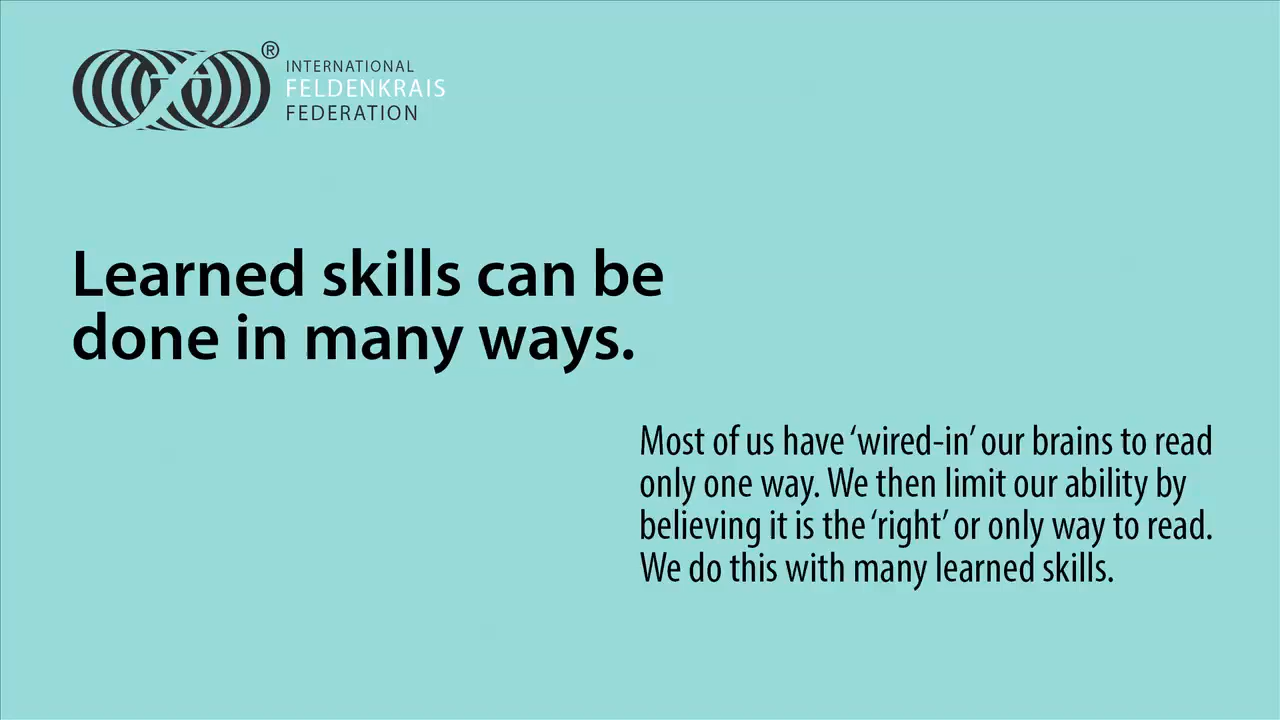 ®
INTERNATIONAL
FELDENKRAIS
FEDERATION
Learned skills can be
done in many ways.
Most of us have ‘wired-in’ our brains to read
only one way. We then limit our ability by
believing it is the ‘right’ or only way to read.
We do this with many learned skills.